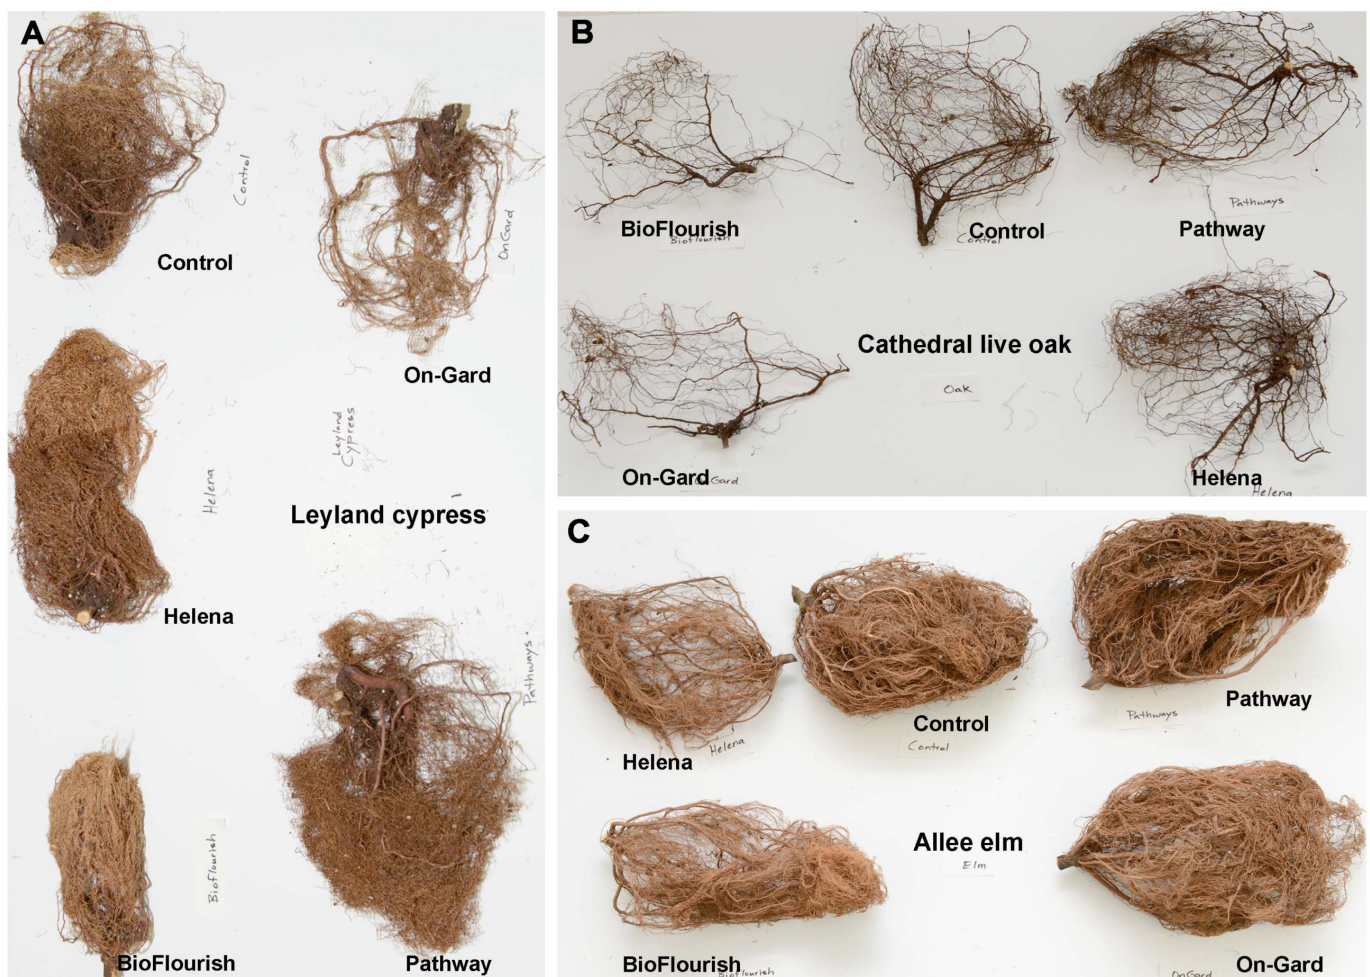 A
Control
Control
OnGard
On-Gard
Helena
Leyland
Cypress
Leyland cypress
Helena
Pathways
Bioflourish
BioFlourish
Pathway
B
BioFlourish
Bioflourish
Control
Control
Pathways
Pathway
Cathedral live oak
Oak
On-Gard
OnGard
Helena
Helena
C
Helena
Helena
Control
Control
Pathway
Pathways
Allee elm
Elm
BioFlourish
Bioflourish
On-Gard
OnGard